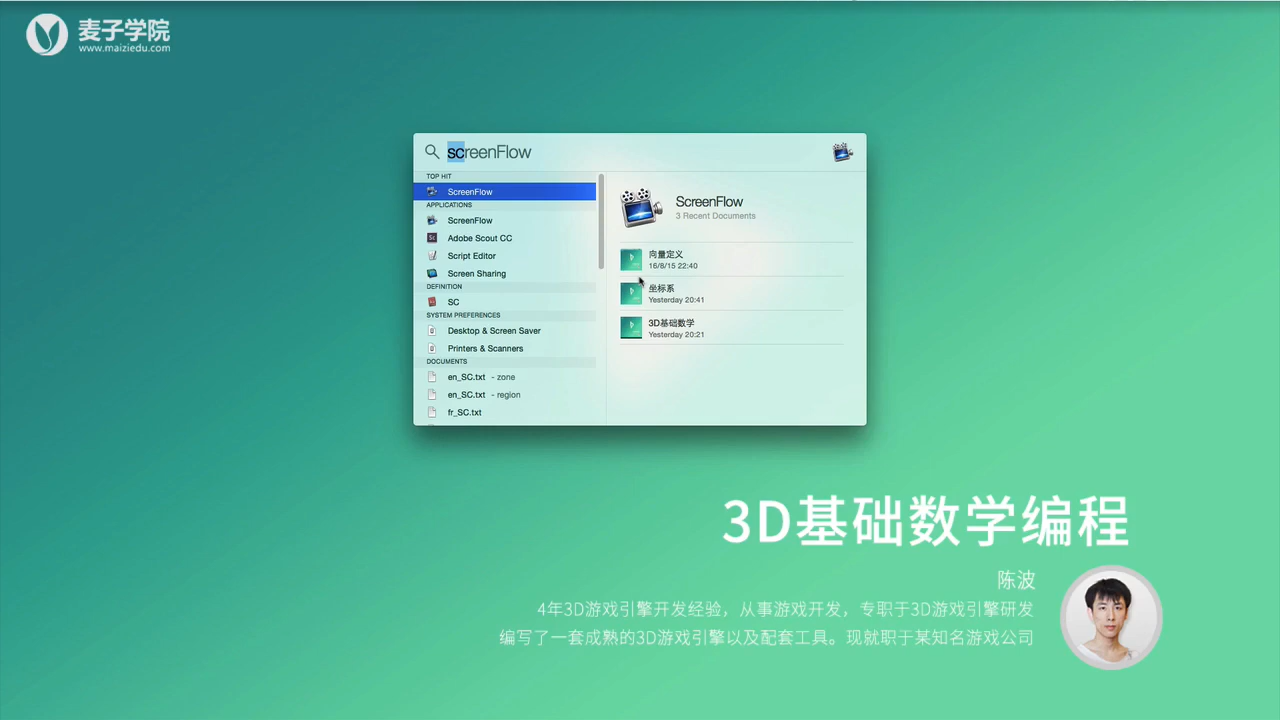 麦子学院
www.maiziedu.com
screenFlow
TOP HIT
ScreenFlow
APPLICATIONS
ScreenFlow
Adobe Scout CC
Script Editor
Screen Sharing
DEFINITION
SC
SYSTEM PREFERENCES
Desktop & Screen Saver
Printers & Scanners
DOCUMENTS
en_SC.txt - zone
en_SC.txt - region
fr_SC.txt
ScreenFlow
3 Recent Documents
向量定义
16/8/15 22:40
坐标系
Yesterday 20:41
3D基础数学
Yesterday 20:21
3D基础数学编程
陈波
4年3D游戏引擎开发经验，从事游戏开发，专职于3D游戏引擎研发
编写了一套成熟的3D游戏引擎以及配套工具。现就职于某知名游戏公司